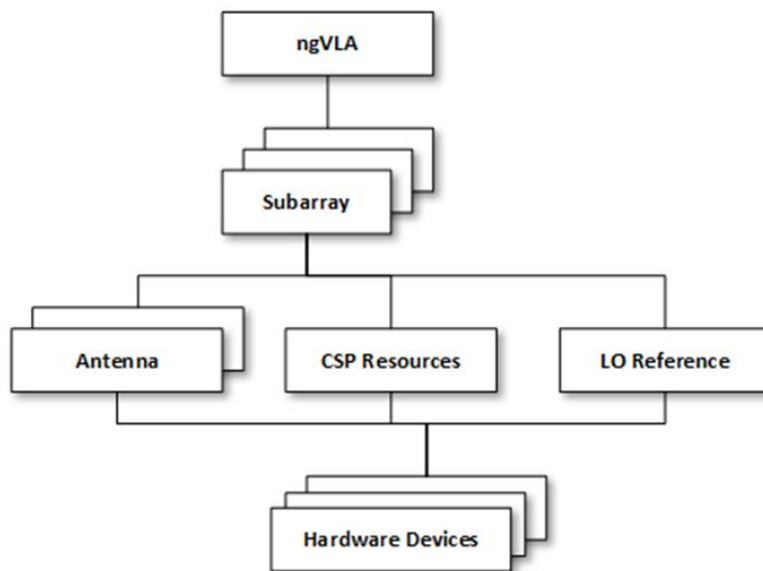 ngVLA
Subarray
Antenna
CSP Resources
LO Reference
Hardware Devices